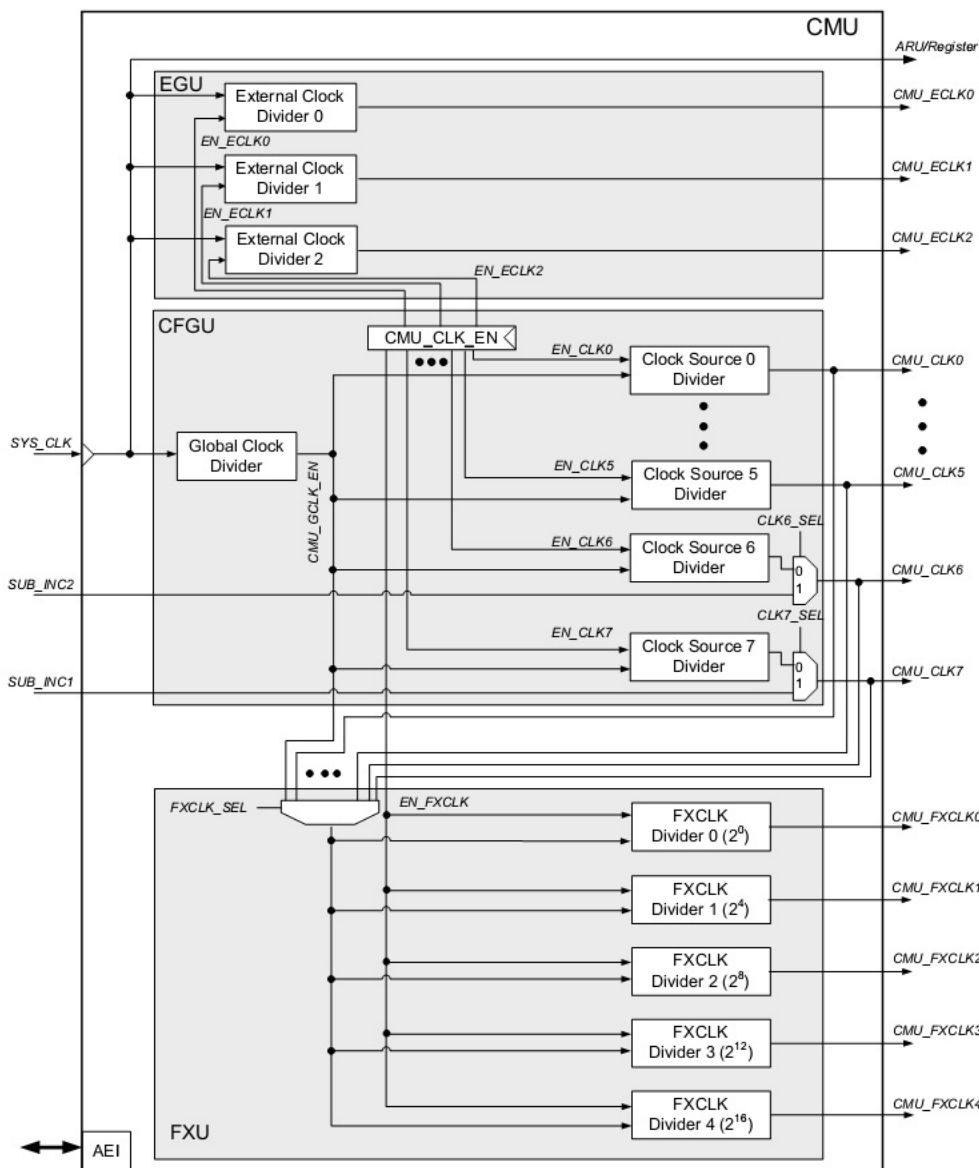 CMU
ARU/Register
EGU
External Clock
Divider 0
CMU_ECLK0
EN_ECLK0
External Clock
Divider 1
CMU_ECLK1
EN_ECLK1
External Clock
Divider 2
CMU_ECLK2
EN_ECLK2
CFGU
CMU_CLK_EN
EN_CLK0
Clock Source 0
Divider
CMU_CLK0
SYS_CLK
Global Clock
Divider
CMU_GCLK_EN
EN_CLK5
Clock Source 5
Divider
CMU_CLK5
CLK6_SEL
EN_CLK6
Clock Source 6
Divider
0
1
CMU_CLK6
SUB_INC2
CLK7_SEL
EN_CLK7
Clock Source 7
Divider
0
1
CMU_CLK7
SUB_INC1
FXCLK_SEL
EN_FXCLK
FXCLK
Divider 0 (2⁰)
CMU_FXCLK0
FXCLK
Divider 1 (2⁴)
CMU_FXCLK1
FXCLK
Divider 2 (2⁸)
CMU_FXCLK2
FXCLK
Divider 3 (2¹²)
CMU_FXCLK3
FXCLK
Divider 4 (2¹⁶)
CMU_FXCLK4
FXU
AEI